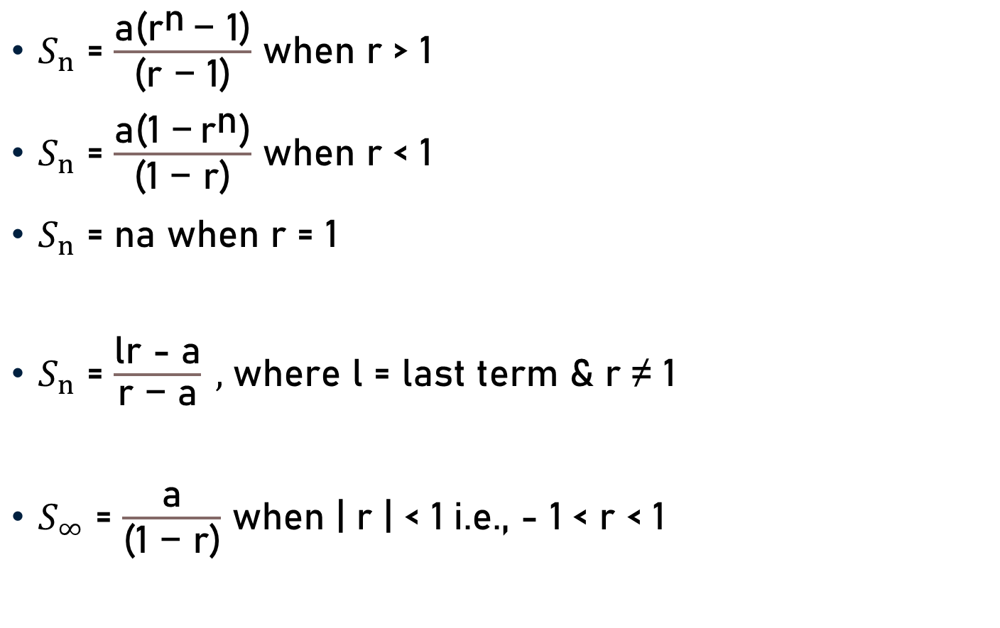 • Sₙ = a(rⁿ – 1) / (r – 1) when r > 1
• Sₙ = a(1 – rⁿ) / (1 – r) when r < 1
• Sₙ = na when r = 1
• Sₙ = lr - a / r – a , where l = last term & r ≠ 1
• S∞ = a / (1 – r) when | r | < 1 i.e., - 1 < r < 1